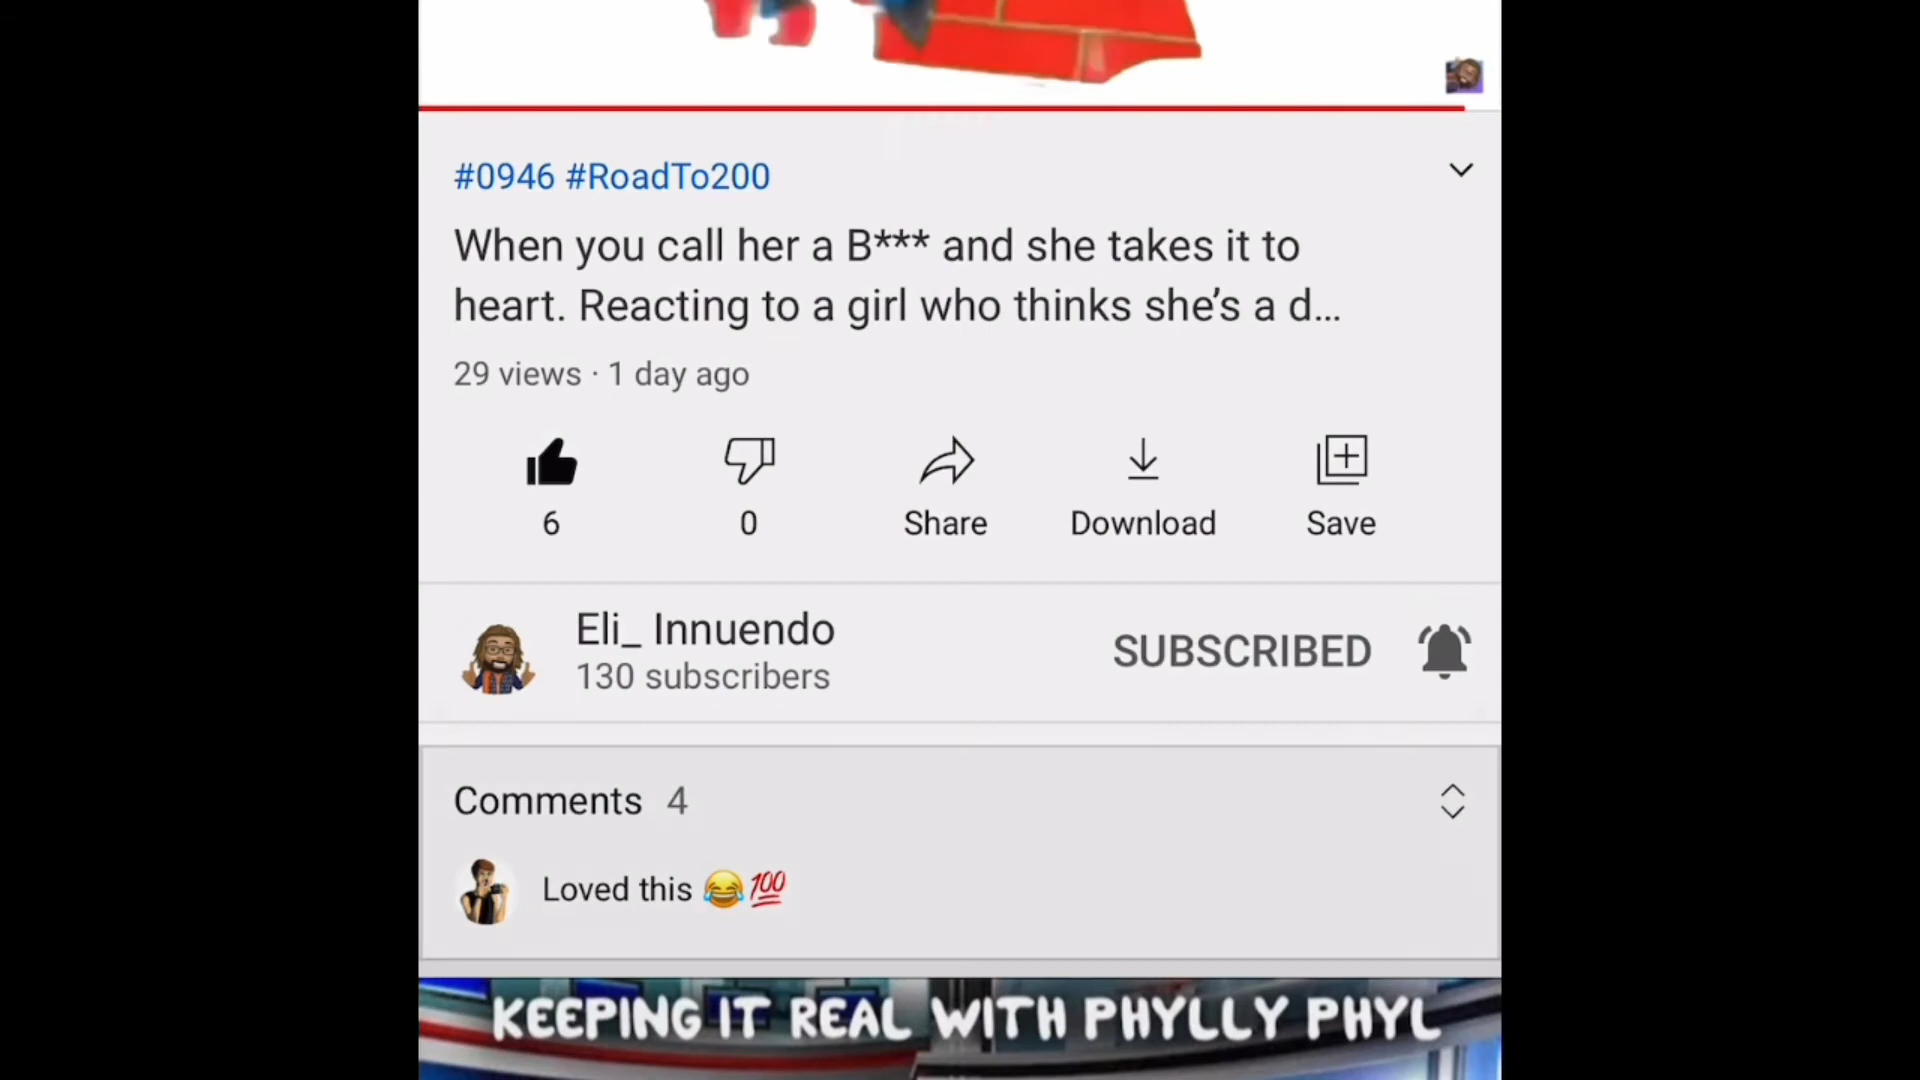 #0946 #RoadTo200
When you call her a B*** and she takes it to
heart. Reacting to a girl who thinks she’s a d...
29 views · 1 day ago
6
0
Share
Download
Save
Eli_ Innuendo
130 subscribers
SUBSCRIBED
Comments 4
Loved this 😂💯
KEEPING IT REAL WITH PHYLLY PHYL